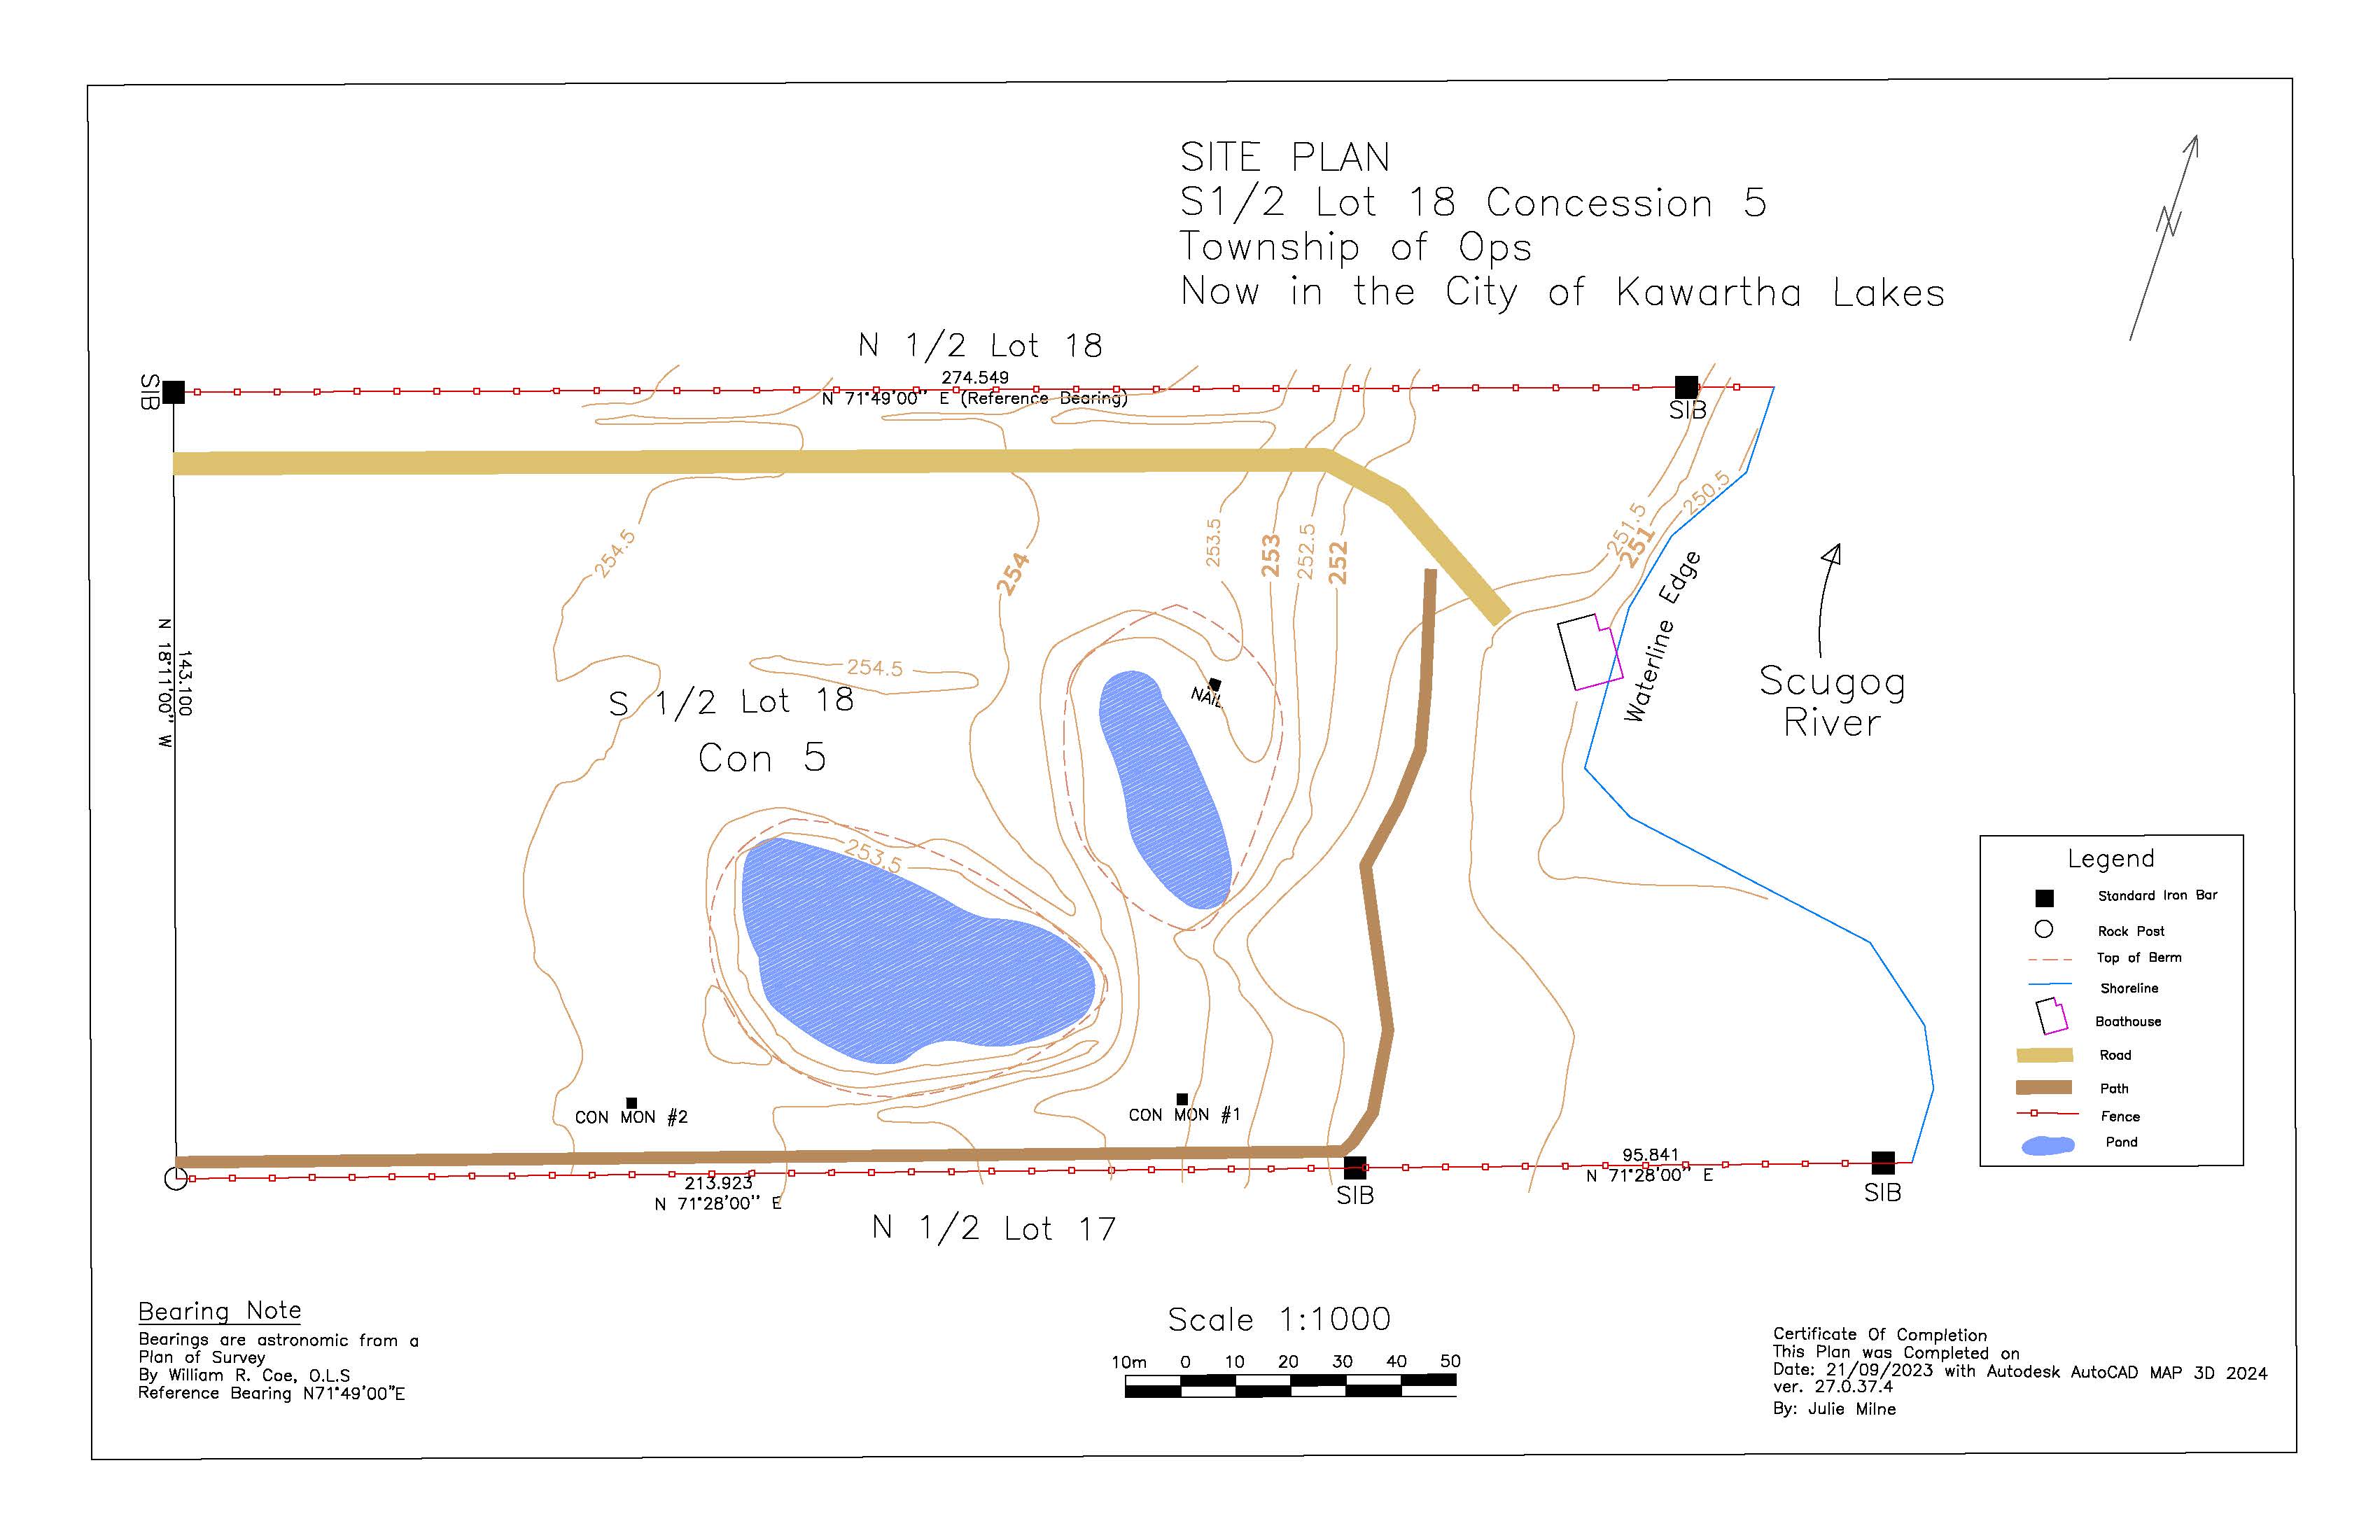 SITE PLAN
S1/2 Lot 18 Concession 5
Township of Ops
Now in the City of Kawartha Lakes
N
N 1/2 Lot 18
274.549
N 71°49'00" E (Reference Bearing)
SIB
SIB
254.5
254
253.5
253
252.5
252
251.5
251
250.5
Waterline Edge
Scugog
River
N 18°11'00" W
143.100
254.5
S 1/2 Lot 18
Con 5
NAIL
253.5
CON MON #2
CON MON #1
213.923
N 71°28'00" E
SIB
95.841
N 71°28'00" E
SIB
N 1/2 Lot 17
Legend
Standard Iron Bar
Rock Post
Top of Berm
Shoreline
Boathouse
Road
Path
Fence
Pond
Bearing Note
Bearings are astronomic from a
Plan of Survey
By William R. Coe, O.L.S
Reference Bearing N71°49'00"E
Scale 1:1000
10m 0 10 20 30 40 50
Certificate Of Completion
This Plan was Completed on
Date: 21/09/2023 with Autodesk AutoCAD MAP 3D 2024
ver. 27.0.37.4
By: Julie Milne